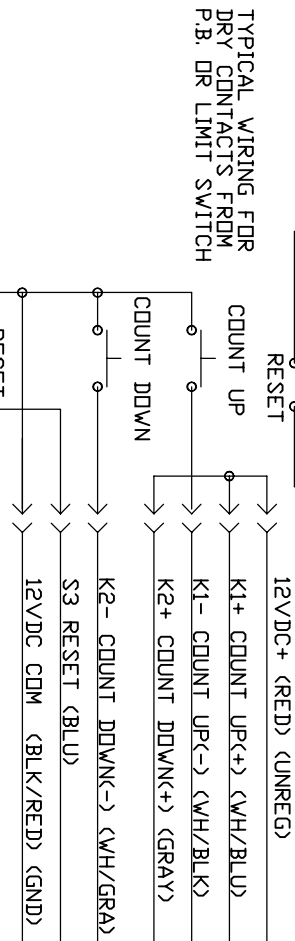 TYPICAL WIRING FOR
DRY CONTACTS FROM
P.B. OR LIMIT SWITCH
RESET
COUNT UP
COUNT DOWN
12VDC+ (RED) (UNREG)
K1+ COUNT UP(+) (WH/BLU)
K1- COUNT UP(-) (WH/BLK)
K2+ COUNT DOWN(+) (GRAY)
K2- COUNT DOWN(-) (WH/GRA)
S3 RESET (BLU)
12VDC COM (BLK/RED) (GND)